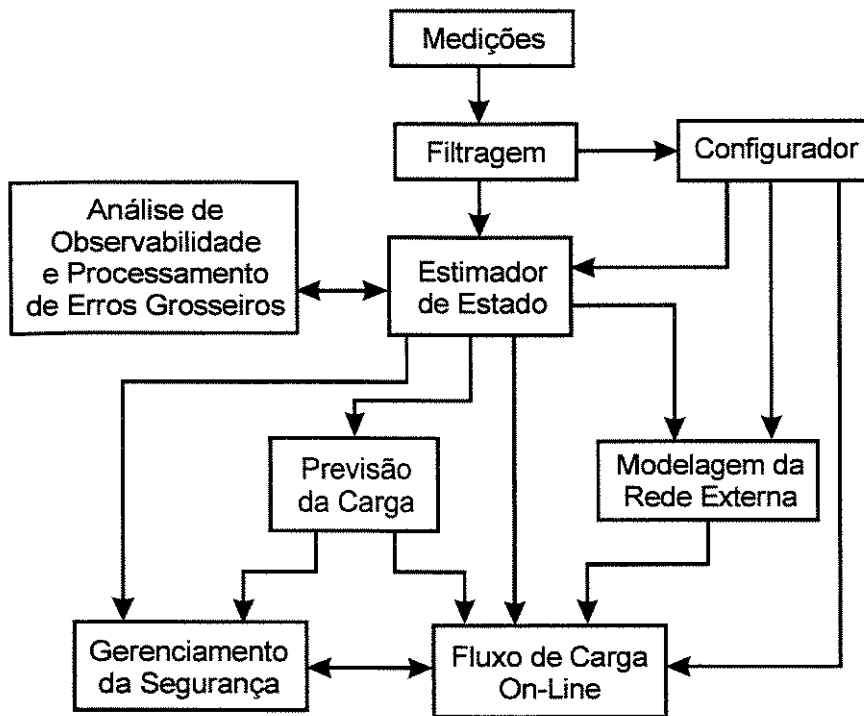 Medições
Filtragem
Configurador
Análise de
Observabilidade
e Processamento
de Erros Grosseiros
Estimador
de Estado
Previsão
da Carga
Modelagem da
Rede Externa
Gerenciamento
da Segurança
Fluxo de Carga
On-Line